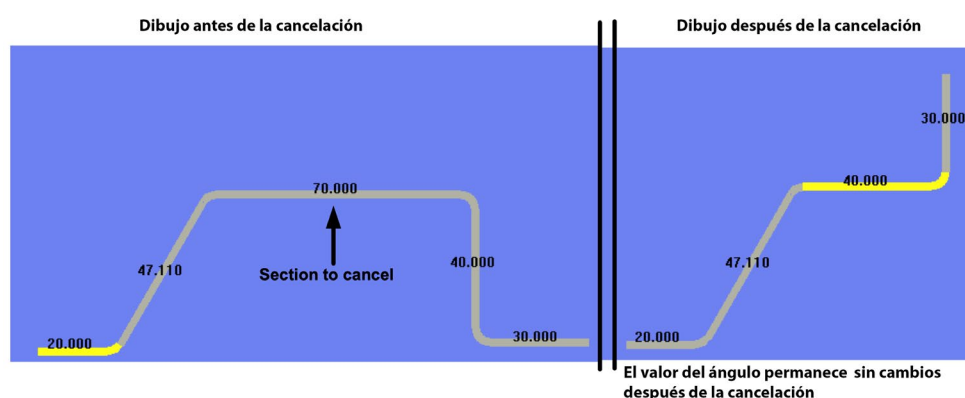 Dibujo antes de la cancelación
70.000
Section to cancel
47.110
40.000
20.000
30.000
Dibujo después de la cancelación
30.000
40.000
47.110
20.000
El valor del ángulo permanece sin cambios
después de la cancelación